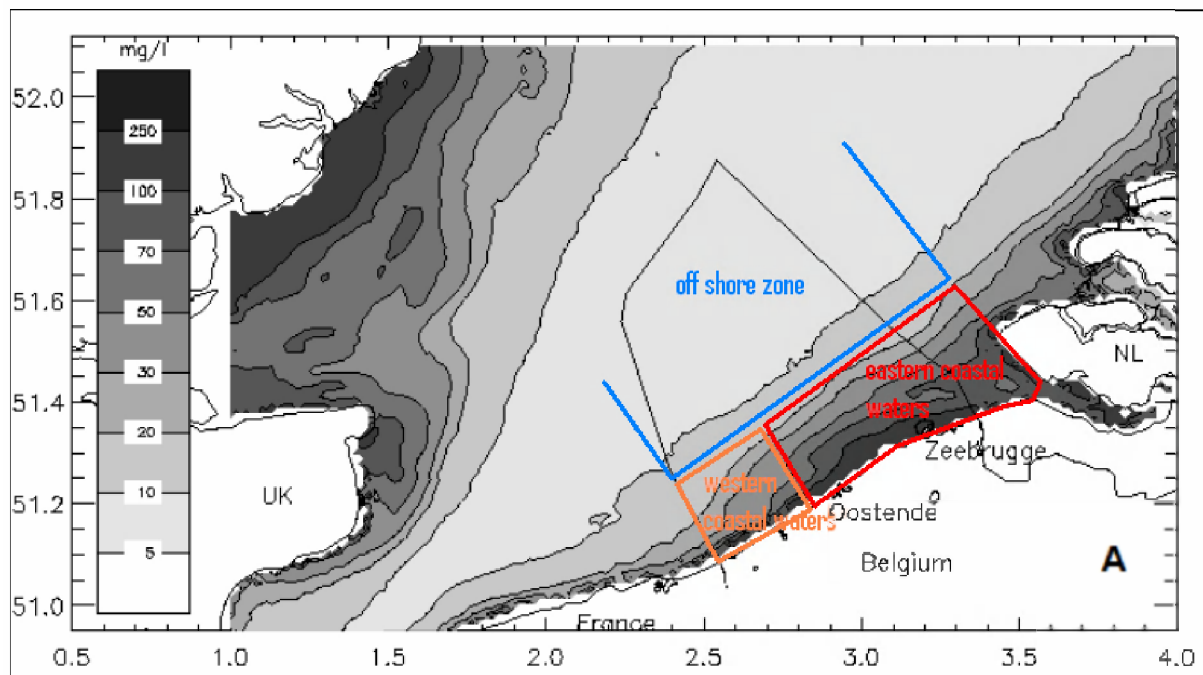 mg/l
250
100
70
50
30
20
10
5
52.0
51.8
51.6
51.4
51.2
51.0
off shore zone
eastern coastal
waters
western
coastal waters
NL
Zeebrugge
Oostende
Belgium
UK
France
A
0.5
1.0
1.5
2.0
2.5
3.0
3.5
4.0